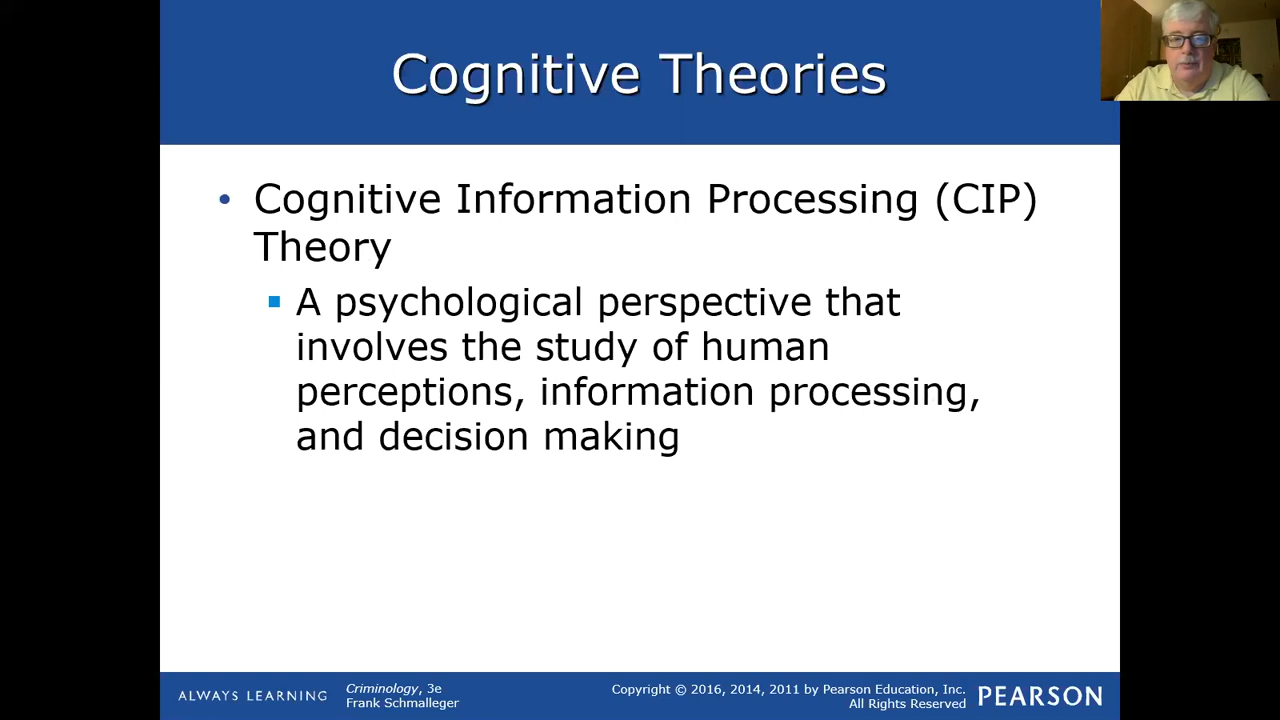 Cognitive Theories
• Cognitive Information Processing (CIP)
Theory
▪ A psychological perspective that
involves the study of human
perceptions, information processing,
and decision making
ALWAYS LEARNING
Criminology, 3e
Frank Schmalleger
Copyright © 2016, 2014, 2011 by Pearson Education, Inc.
All Rights Reserved
PEARSON